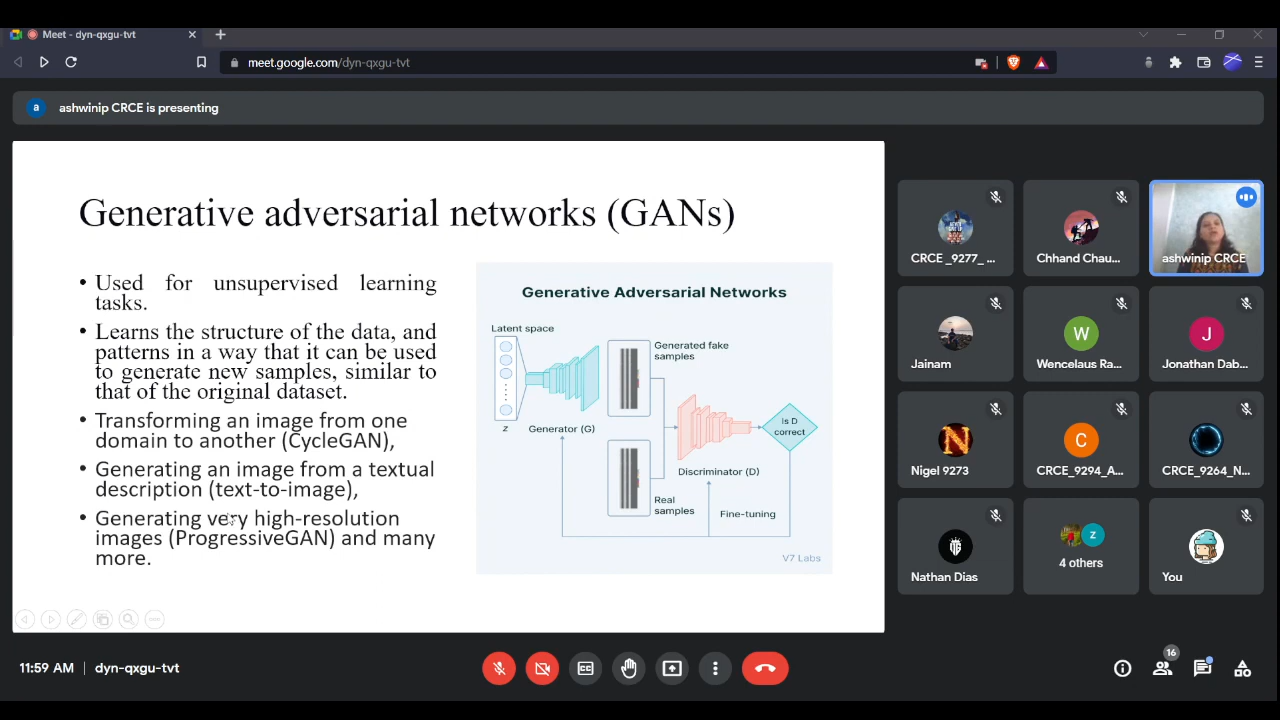 Meet - dyn-qxgu-tvt
meet.google.com/dyn-qxgu-tvt
a
ashwinip CRCE is presenting
Generative adversarial networks (GANs)
• Used for unsupervised learning
tasks.
• Learns the structure of the data, and
patterns in a way that it can be used
to generate new samples, similar to
that of the original dataset.
• Transforming an image from one
domain to another (CycleGAN),
• Generating an image from a textual
description (text-to-image),
• Generating very high-resolution
images (ProgressiveGAN) and many
more.
Generative Adversarial Networks
Latent space
z
Generator (G)
Generated fake
samples
Real
samples
Discriminator (D)
Is D
correct
Fine-tuning
V7 Labs
CRCE _9277_ ...
Chhand Chau...
ashwinip CRCE
Jainam
W
Wencelaus Ra...
J
Jonathan Dab...
N
Nigel 9273
C
CRCE_9294_A...
CRCE_9264_N...
Nathan Dias
z
4 others
You
11:59 AM
dyn-qxgu-tvt
16